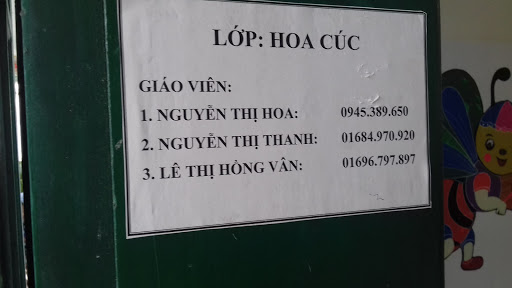 LỚP: HOA CÚC
GIÁO VIÊN:
1. NGUYỄN THỊ HOA: 0945.389.650
2. NGUYỄN THỊ THANH: 01684.970.920
3. LÊ THỊ HỒNG VÂN: 01696.797.897